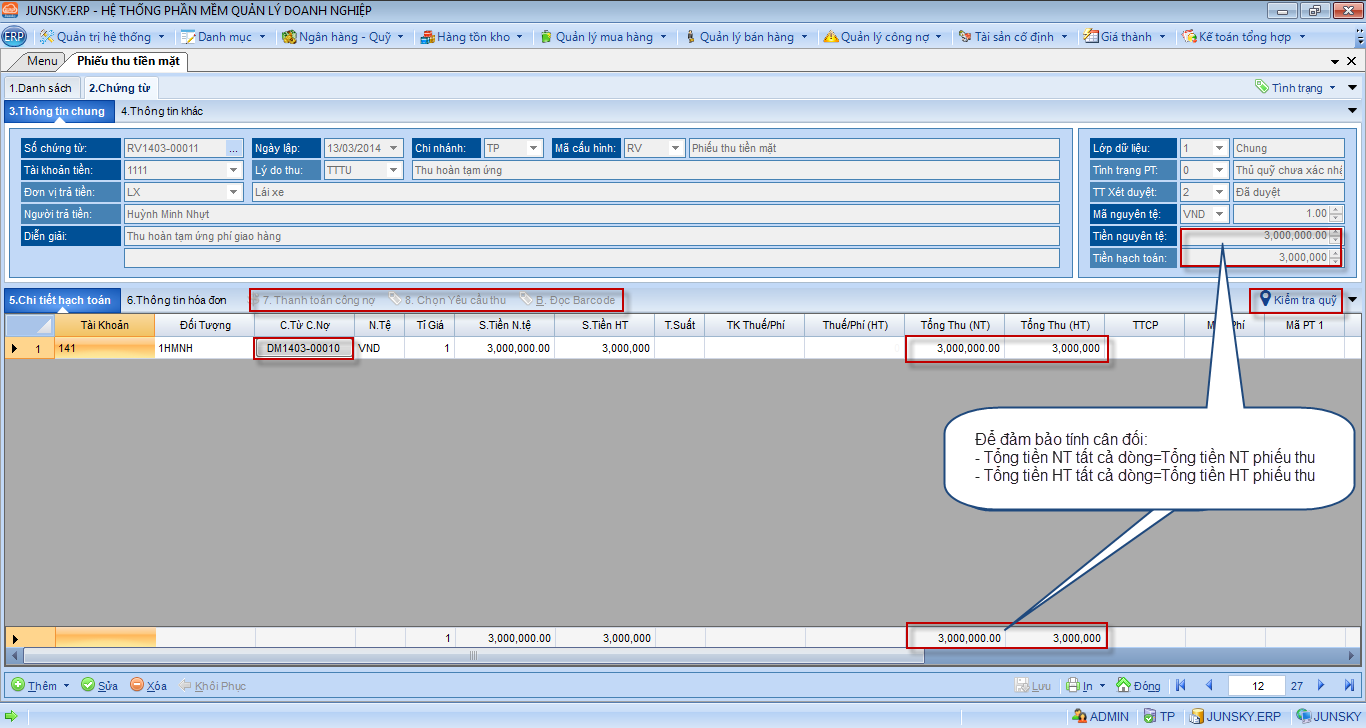 JUNSKY.ERP - HỆ THỐNG PHẦN MỀM QUẢN LÝ DOANH NGHIỆP
ERP Quản trị hệ thống Danh mục Ngân hàng - Quỹ Hàng tồn kho Quản lý mua hàng Quản lý bán hàng Quản lý công nợ Tài sản cố định Giá thành Kế toán tổng hợp
Menu Phiếu thu tiền mặt
1.Danh sách 2.Chứng từ Tình trạng
3.Thông tin chung 4.Thông tin khác
Số chứng từ: RV1403-00011 ... Ngày lập: 13/03/2014 Chi nhánh: TP Mã cấu hình: RV Phiếu thu tiền mặt Lớp dữ liệu: 1 Chung
Tài khoản tiền: 1111 Lý do thu: TTTU Thu hoàn tạm ứng Tình trạng PT: 0 Thủ quỹ chưa xác nhậ
Đơn vị trả tiền: LX Lái xe TT Xét duyệt: 2 Đã duyệt
Người trả tiền: Huỳnh Minh Nhựt Mã nguyên tệ: VND 1.00
Diễn giải: Thu hoàn tạm ứng phí giao hàng Tiền nguyên tệ: 3,000,000.00
Tiền hạch toán: 3,000,000
5.Chi tiết hạch toán 6.Thông tin hóa đơn 7. Thanh toán công nợ 8. Chọn Yêu cầu thu B. Đọc Barcode Kiểm tra quỹ
Tài Khoản Đối Tượng C.Từ C.Nợ N.Tệ Tỉ Giá S.Tiền N.tệ S.Tiền HT T.Suất TK Thuế/Phí Thuế/Phí (HT) Tổng Thu (NT) Tổng Thu (HT) TTCP Phí Mã PT 1
1 141 1HMNH DM1403-00010 VND 1 3,000,000.00 3,000,000 3,000,000.00 3,000,000
Để đảm bảo tính cân đối:
- Tổng tiền NT tất cả dòng=Tổng tiền NT phiếu thu
- Tổng tiền HT tất cả dòng=Tổng tiền HT phiếu thu
1 3,000,000.00 3,000,000 3,000,000.00 3,000,000
Thêm Sửa Xóa Khôi Phục Lưu In Đóng 12 27
ADMIN TP JUNSKY.ERP JUNSKY